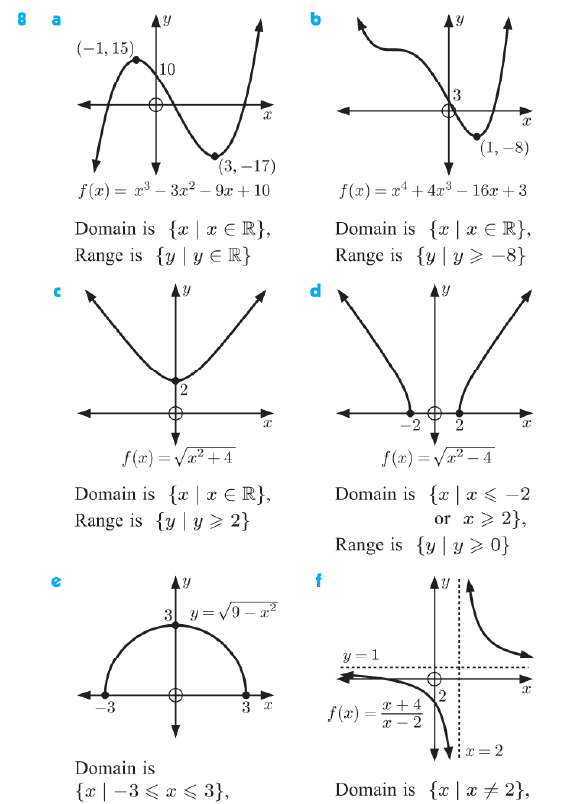 8 a
y
(−1, 15)
10
x
(3, −17)
f(x) = x³ − 3x² − 9x + 10
Domain is {x | x ∈ ℝ},
Range is {y | y ∈ ℝ}
b
y
3
x
(1, −8)
f(x) = x⁴ + 4x³ − 16x + 3
Domain is {x | x ∈ ℝ},
Range is {y | y ⩾ −8}
c
y
2
x
f(x) = √(x² + 4)
Domain is {x | x ∈ ℝ},
Range is {y | y ⩾ 2}
d
y
−2 2 x
f(x) = √(x² − 4)
Domain is {x | x ⩽ −2
or x ⩾ 2},
Range is {y | y ⩾ 0}
e
y
3 y = √(9 − x²)
−3 3 x
Domain is
{x | −3 ⩽ x ⩽ 3},
f
y
y = 1
x
2
f(x) = (x + 4)/(x − 2)
x = 2
Domain is {x | x ≠ 2},